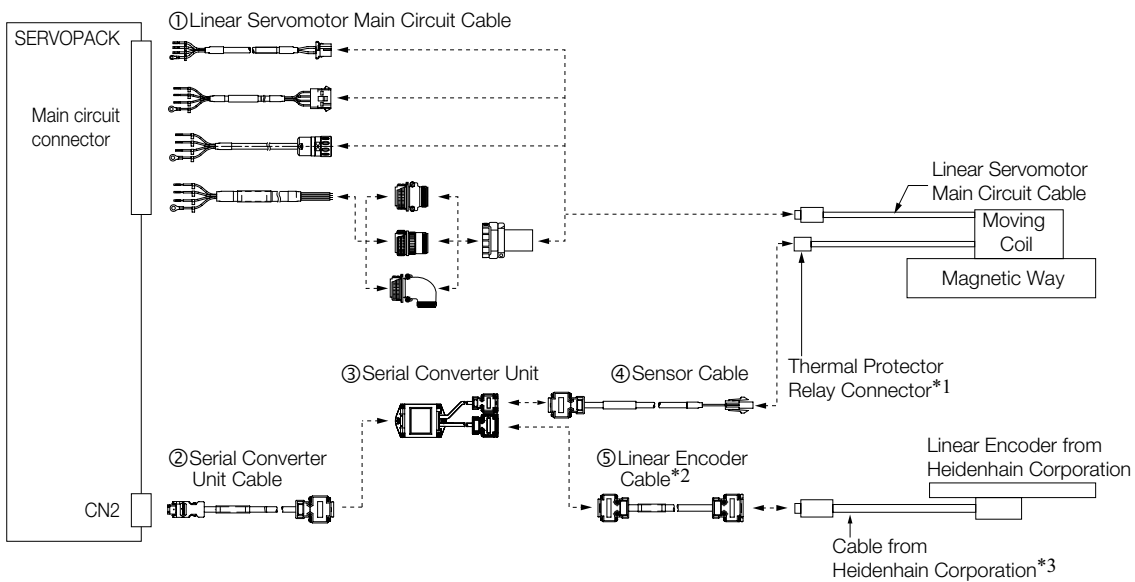 ①Linear Servomotor Main Circuit Cable
SERVOPACK
Main circuit
connector
Linear Servomotor
Main Circuit Cable
Moving
Coil
Magnetic Way
Thermal Protector
Relay Connector*1
③Serial Converter Unit
④Sensor Cable
②Serial Converter
Unit Cable
⑤Linear Encoder
Cable*2
Linear Encoder from
Heidenhain Corporation
CN2
Cable from
Heidenhain Corporation*3